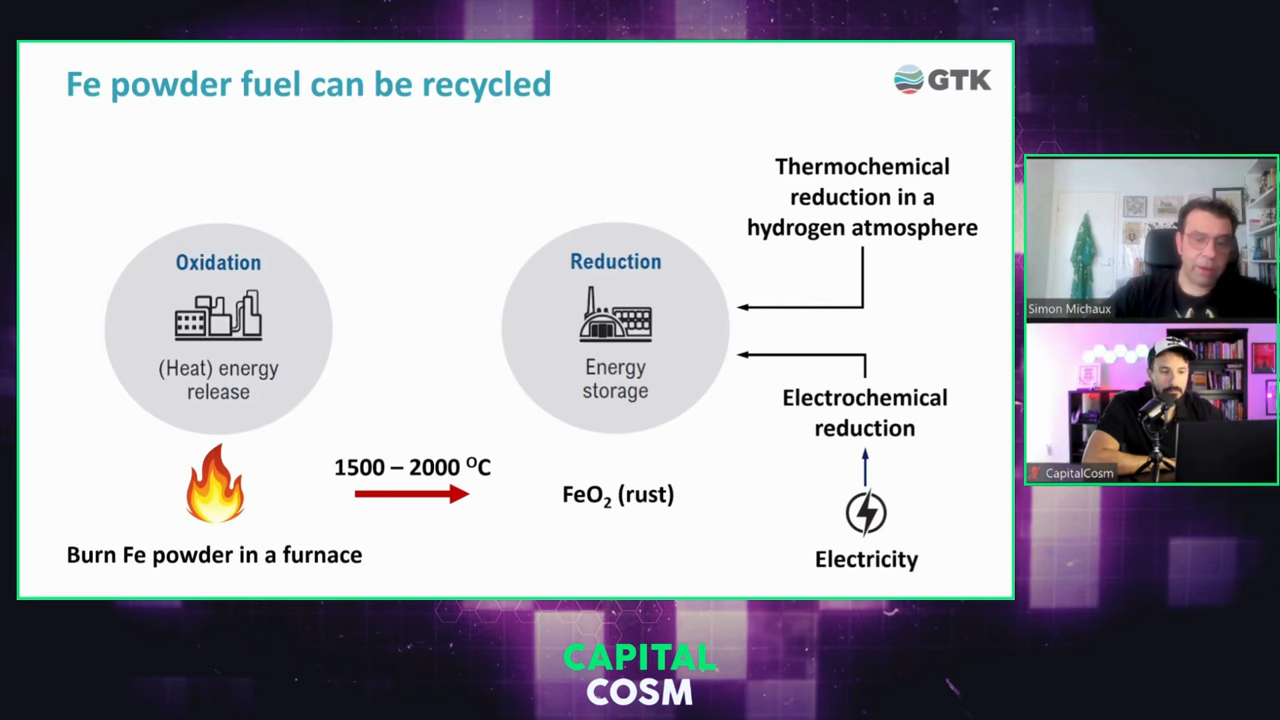 Fe powder fuel can be recycled
GTK
Thermochemical
reduction in a
hydrogen atmosphere
Oxidation
(Heat) energy
release
Reduction
Energy
storage
Electrochemical
reduction
1500 – 2000 ᴼC
FeO₂ (rust)
Burn Fe powder in a furnace
Electricity
Simon Michaux
CapitalCosm
CAPITAL
COSM